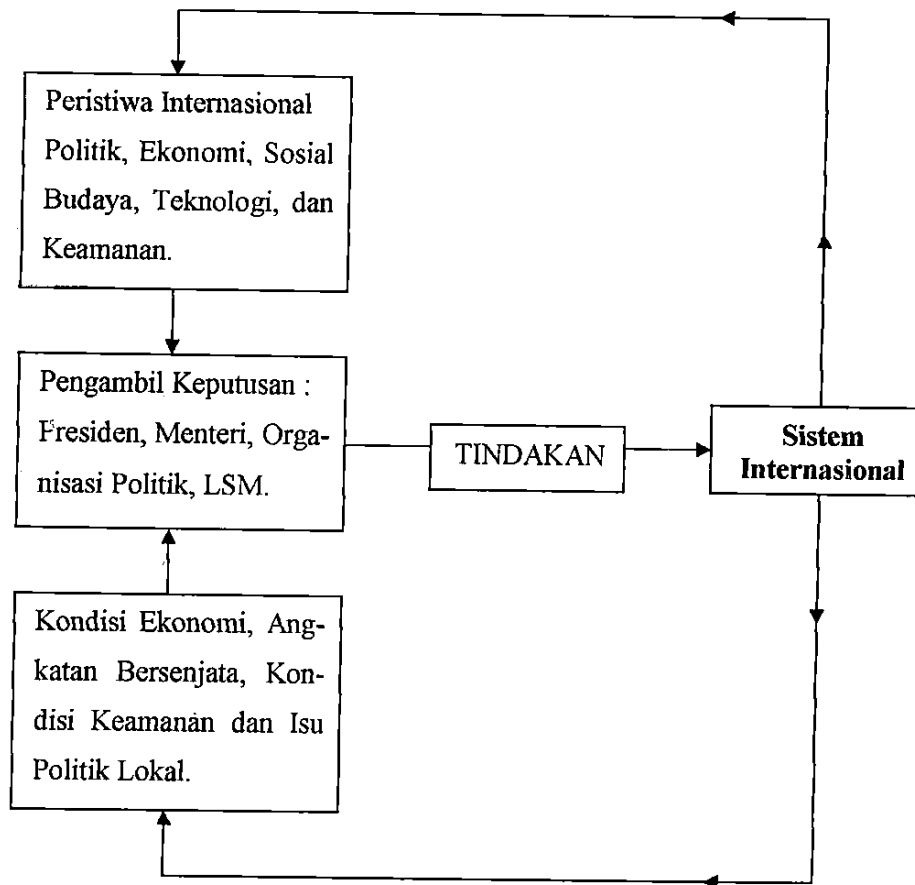 Peristiwa Internasional
Politik, Ekonomi, Sosial
Budaya, Teknologi, dan
Keamanan.
Pengambil Keputusan :
Presiden, Menteri, Orga-
nisasi Politik, LSM.
TINDAKAN
Sistem
Internasional
Kondisi Ekonomi, Ang-
katan Bersenjata, Kon-
disi Keamanan dan Isu
Politik Lokal.